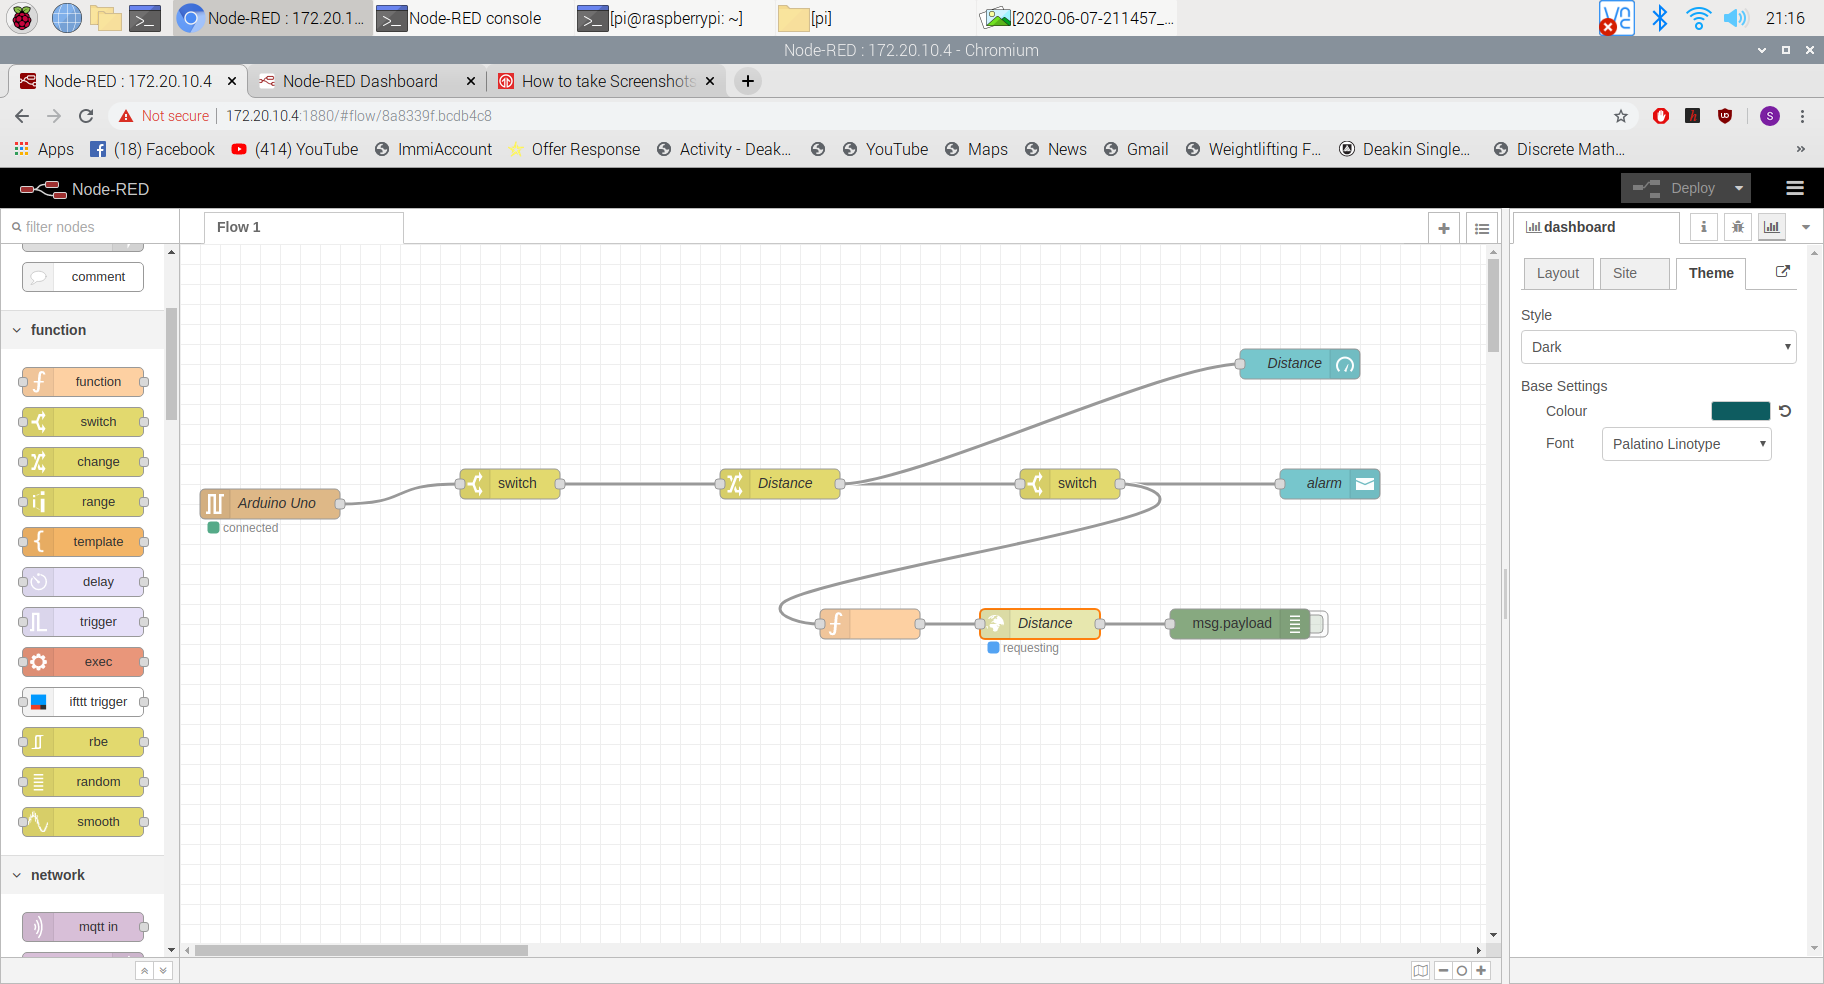 Node-RED : 172.20.1... Node-RED console [pi@raspberrypi: ~] [pi] [2020-06-07-211457_... 21:16
Node-RED : 172.20.10.4 - Chromium
Node-RED : 172.20.10.4 Node-RED Dashboard How to take Screenshots
Not secure 172.20.10.4:1880/#flow/8a8339f.bcdb4c8 S
Apps (18) Facebook (414) YouTube ImmiAccount Offer Response Activity - Deak... YouTube Maps News Gmail Weightlifting F... Deakin Single... Discrete Math... »
Node-RED Deploy
filter nodes Flow 1 dashboard
comment
function
function
switch
change
range
template
delay
trigger
exec
ifttt trigger
rbe
random
smooth
network
mqtt in
Distance
Arduino Uno
connected
switch
Distance
switch
alarm
Distance
requesting
msg.payload
Layout Site Theme
Style
Dark
Base Settings
Colour
Font Palatino Linotype